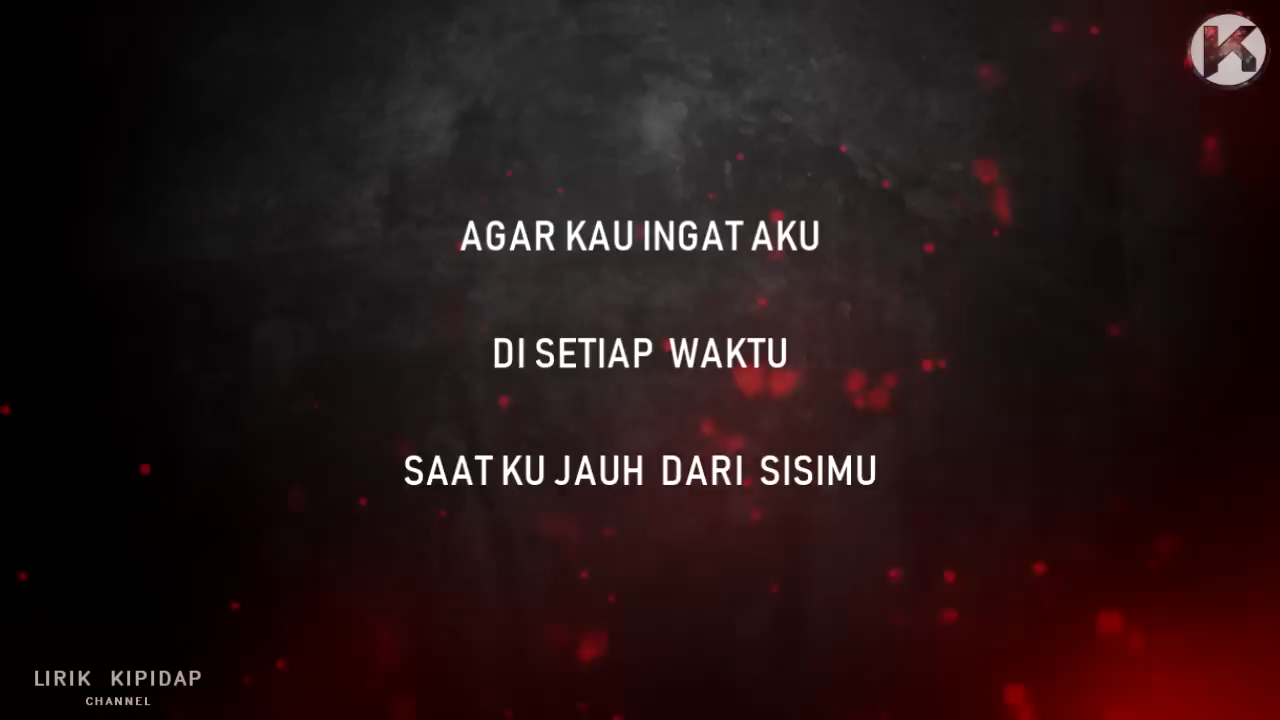 K
AGAR KAU INGAT AKU
DI SETIAP WAKTU
SAAT KU JAUH DARI SISIMU
LIRIK KIPIDAP
CHANNEL